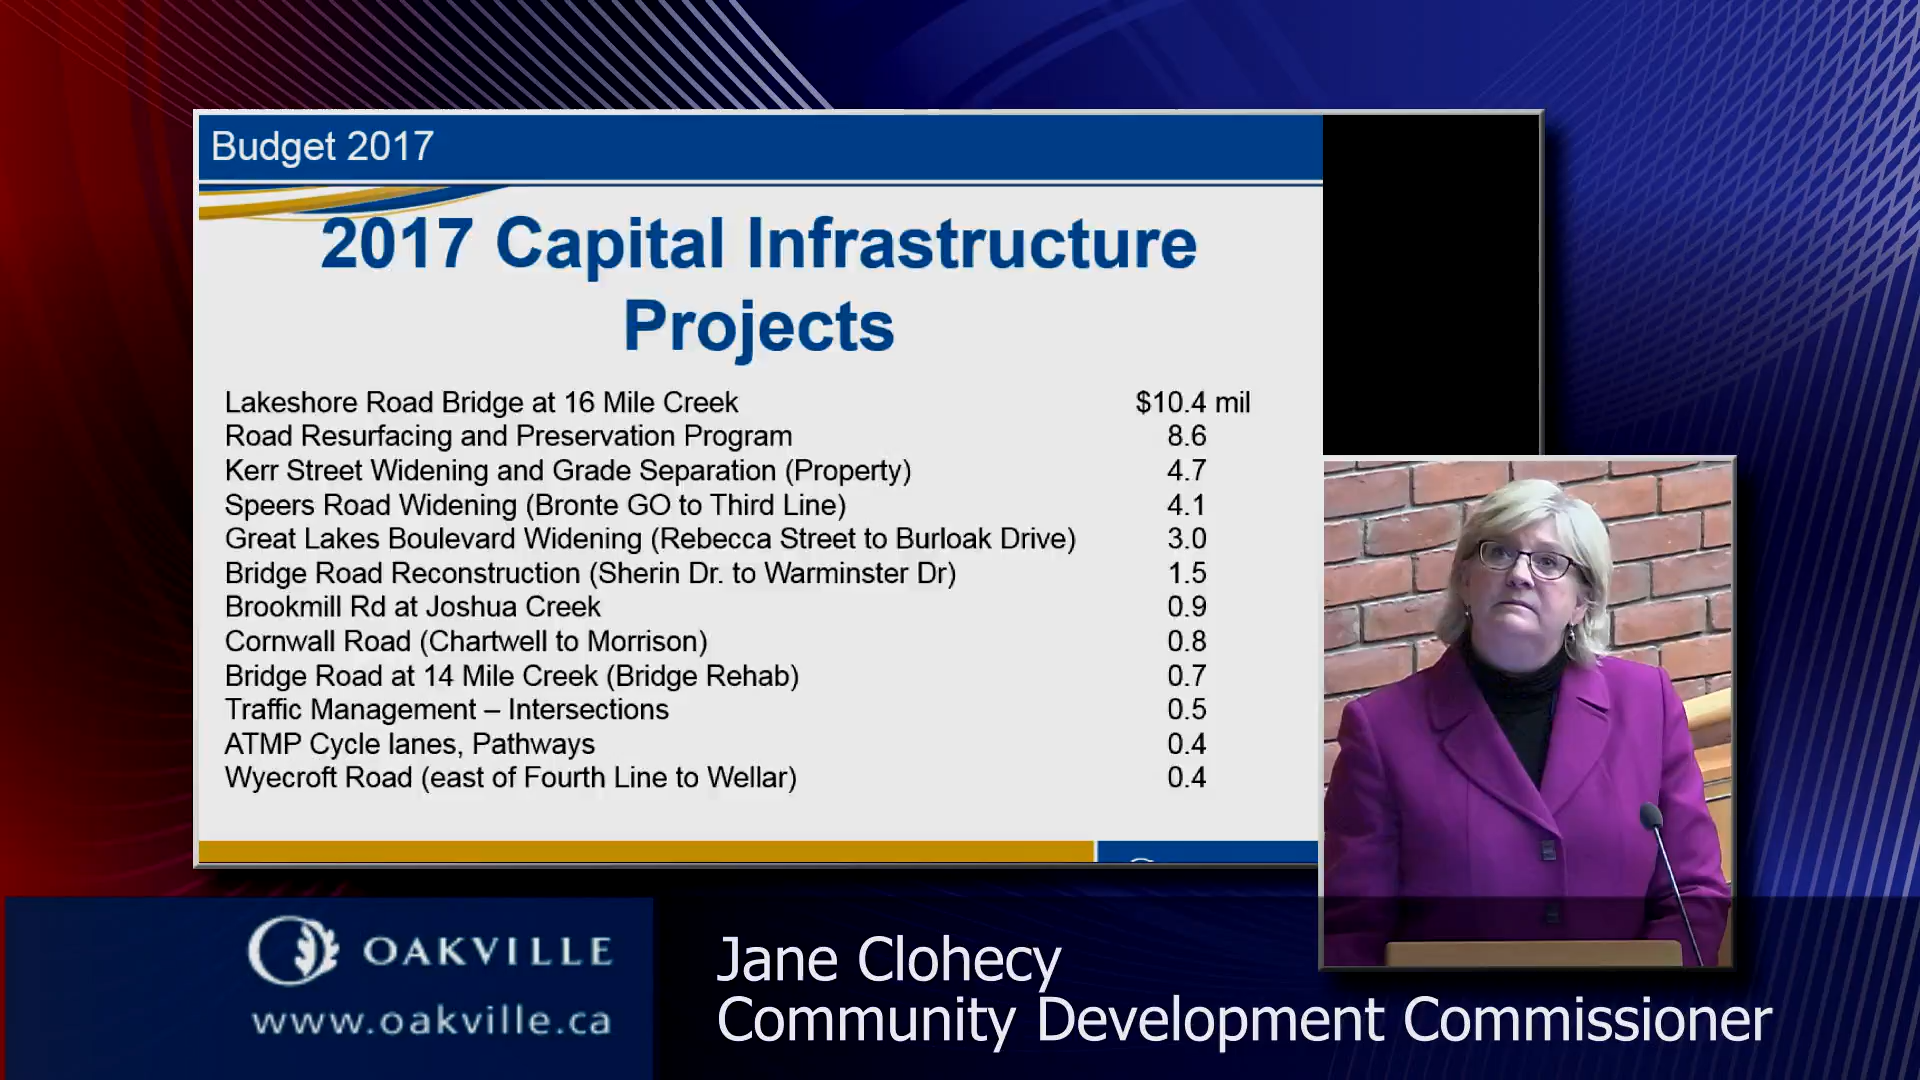 Budget 2017
2017 Capital Infrastructure
Projects
Lakeshore Road Bridge at 16 Mile Creek $10.4 mil
Road Resurfacing and Preservation Program 8.6
Kerr Street Widening and Grade Separation (Property) 4.7
Speers Road Widening (Bronte GO to Third Line) 4.1
Great Lakes Boulevard Widening (Rebecca Street to Burloak Drive) 3.0
Bridge Road Reconstruction (Sherin Dr. to Warminster Dr) 1.5
Brookmill Rd at Joshua Creek 0.9
Cornwall Road (Chartwell to Morrison) 0.8
Bridge Road at 14 Mile Creek (Bridge Rehab) 0.7
Traffic Management – Intersections 0.5
ATMP Cycle lanes, Pathways 0.4
Wyecroft Road (east of Fourth Line to Wellar) 0.4
OAKVILLE
www.oakville.ca
Jane Clohecy
Community Development Commissioner